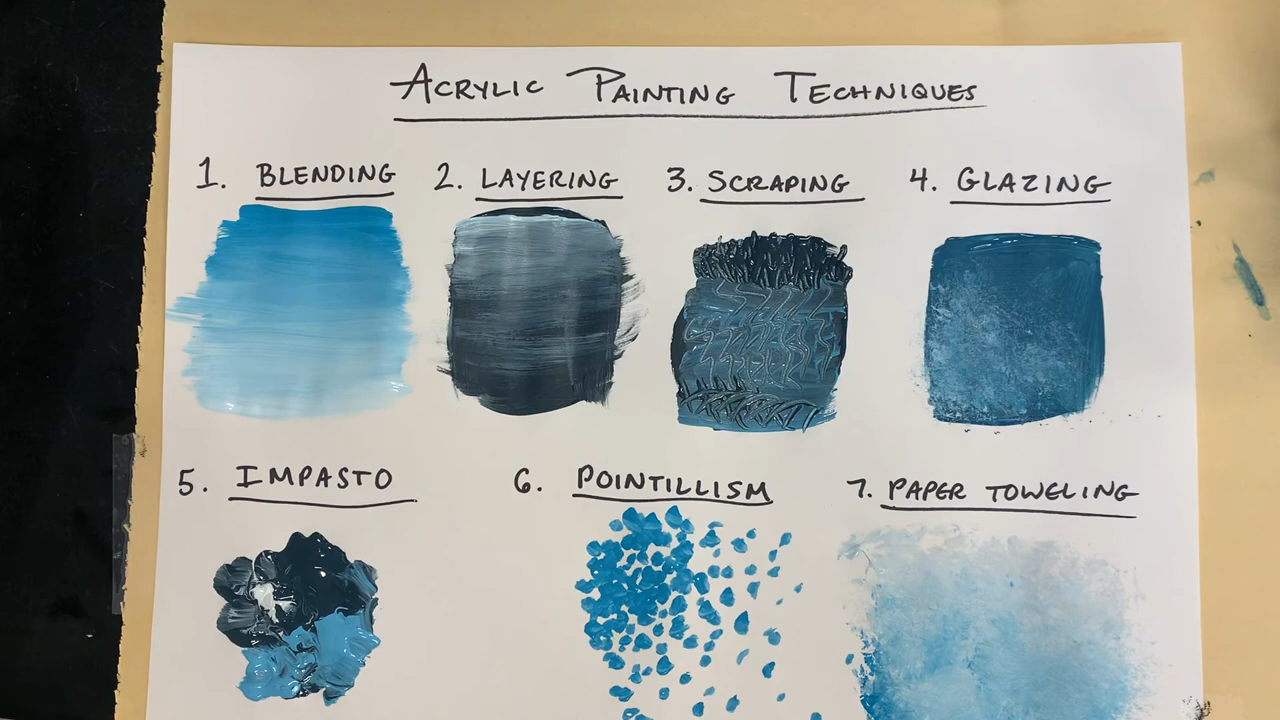 ACRYLIC PAINTING TECHNIQUES
1. BLENDING 2. LAYERING 3. SCRAPING 4. GLAZING
5. IMPASTO 6. POINTILLISM 7. PAPER TOWELING